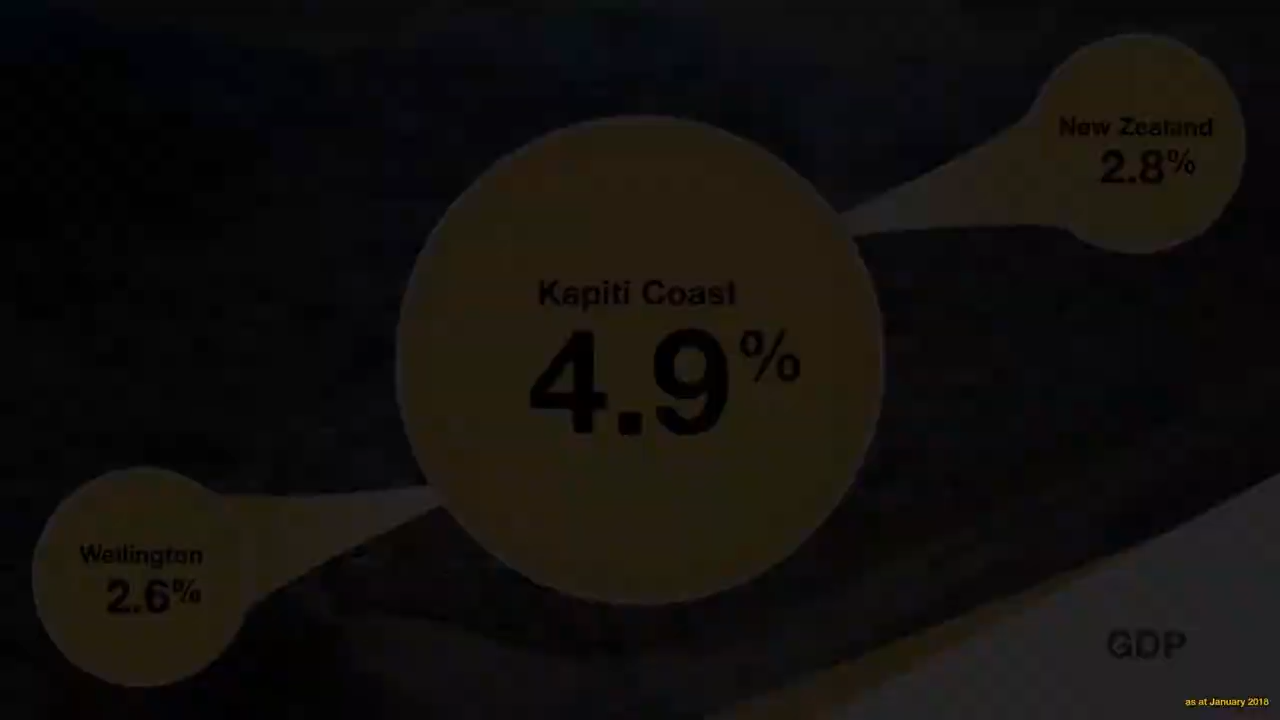 New Zealand
2.8%
Kapiti Coast
4.9%
Wellington
2.6%
GDP
as at January 2018